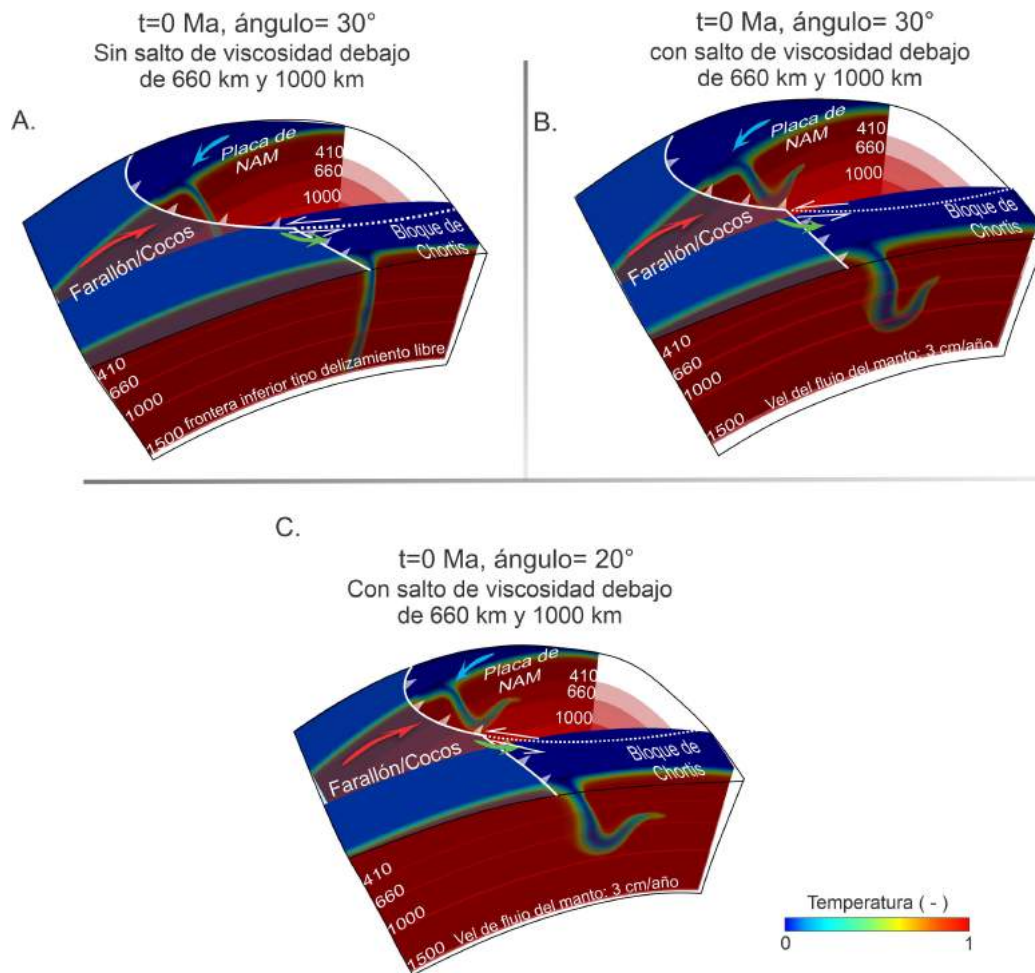 t=0 Ma, ángulo= 30°
Sin salto de viscosidad debajo
de 660 km y 1000 km
A.
Placa de
NAM
410
660
1000
Farallón/Cocos
Bloque de
Chortis
410
660
1000
1500
frontera inferior tipo delizamiento libre
t=0 Ma, ángulo= 30°
con salto de viscosidad debajo
de 660 km y 1000 km
B.
Placa de
NAM
410
660
1000
Farallón/Cocos
Bloque de
Chortis
410
660
1000
1500
Vel del flujo del manto: 3 cm/año
C.
t=0 Ma, ángulo= 20°
Con salto de viscosidad debajo
de 660 km y 1000 km
Placa de
NAM
410
660
1000
Farallón/Cocos
Bloque de
Chortis
410
660
1000
1500
Vel de flujo del manto: 3 cm/año
Temperatura ( - )
0 1